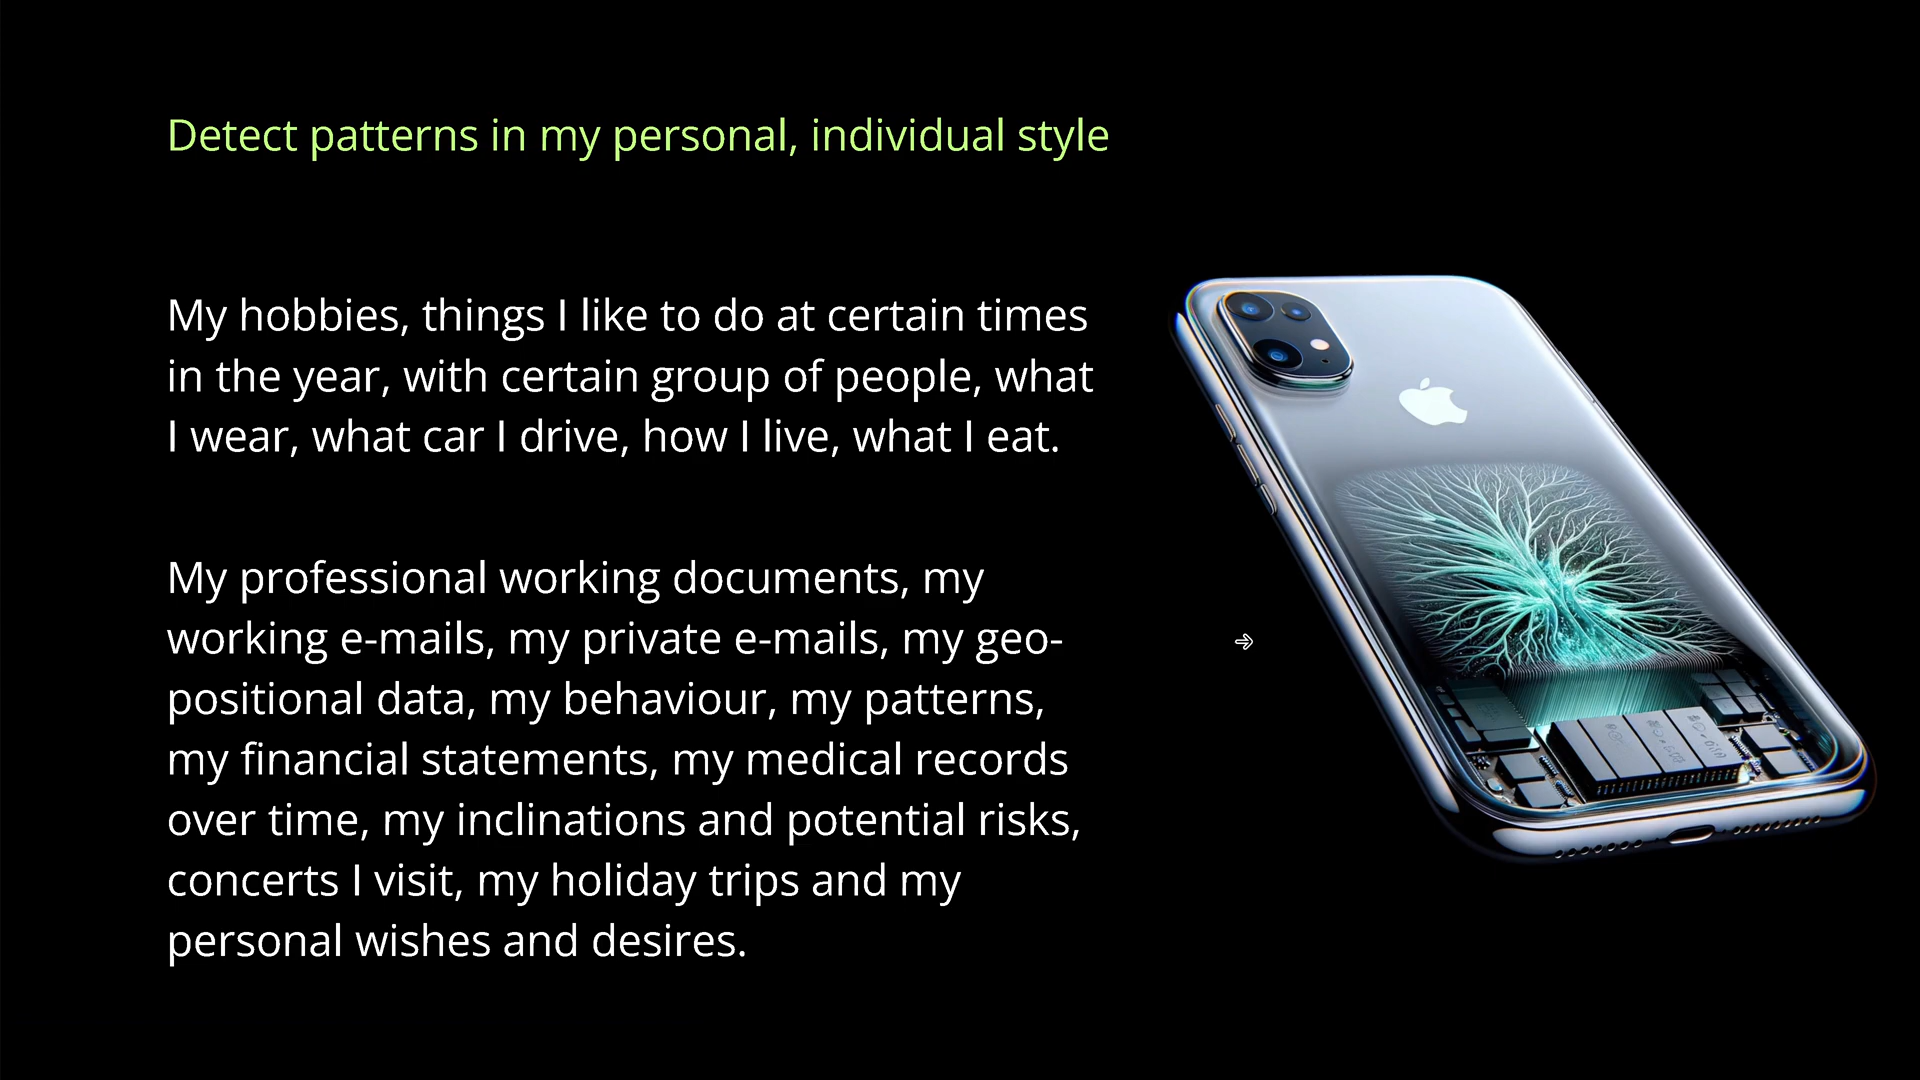 Detect patterns in my personal, individual style
My hobbies, things I like to do at certain times
in the year, with certain group of people, what
I wear, what car I drive, how I live, what I eat.
My professional working documents, my
working e-mails, my private e-mails, my geo-
positional data, my behaviour, my patterns,
my financial statements, my medical records
over time, my inclinations and potential risks,
concerts I visit, my holiday trips and my
personal wishes and desires.